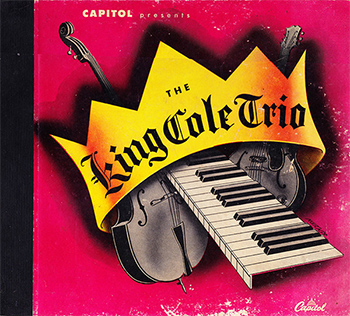 CAPITOL presents
THE
King Cole Trio
Capitol